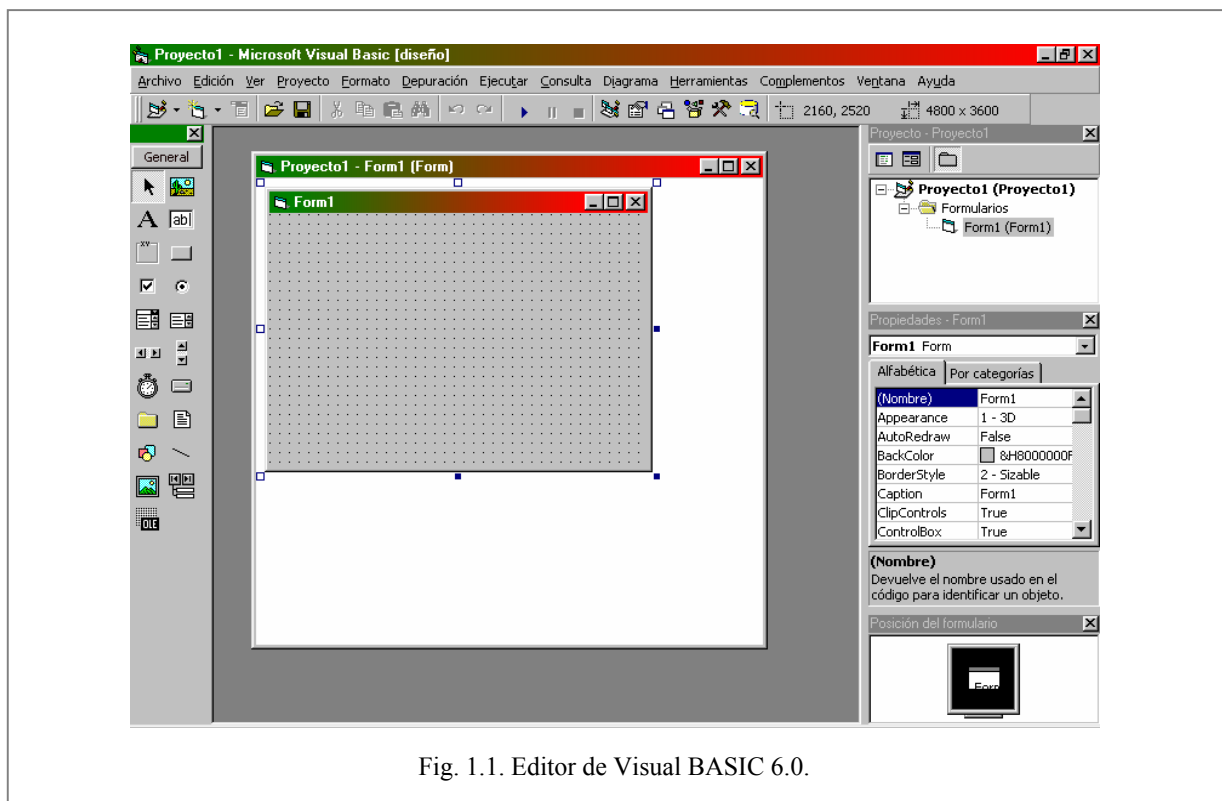 Proyecto1 - Microsoft Visual Basic [diseño]
Archivo Edición Ver Proyecto Formato Depuración Ejecutar Consulta Diagrama Herramientas Complementos Ventana Ayuda
2160, 2520 4800 x 3600
General
A ab|
XY
OLE
Proyecto1 - Form1 (Form)
Form1
Proyecto - Proyecto1
Proyecto1 (Proyecto1)
Formularios
Form1 (Form1)
Propiedades - Form1
Form1 Form
Alfabética Por categorías
(Nombre) Form1
Appearance 1 - 3D
AutoRedraw False
BackColor &H8000000F
BorderStyle 2 - Sizable
Caption Form1
ClipControls True
ControlBox True
(Nombre)
Devuelve el nombre usado en el
código para identificar un objeto.
Posición del formulario
Form
Fig. 1.1. Editor de Visual BASIC 6.0.